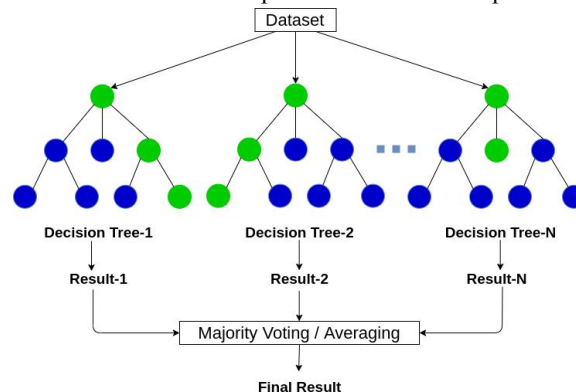 Dataset
Decision Tree-1
Decision Tree-2
Decision Tree-N
Result-1
Result-2
Result-N
Majority Voting / Averaging
Final Result